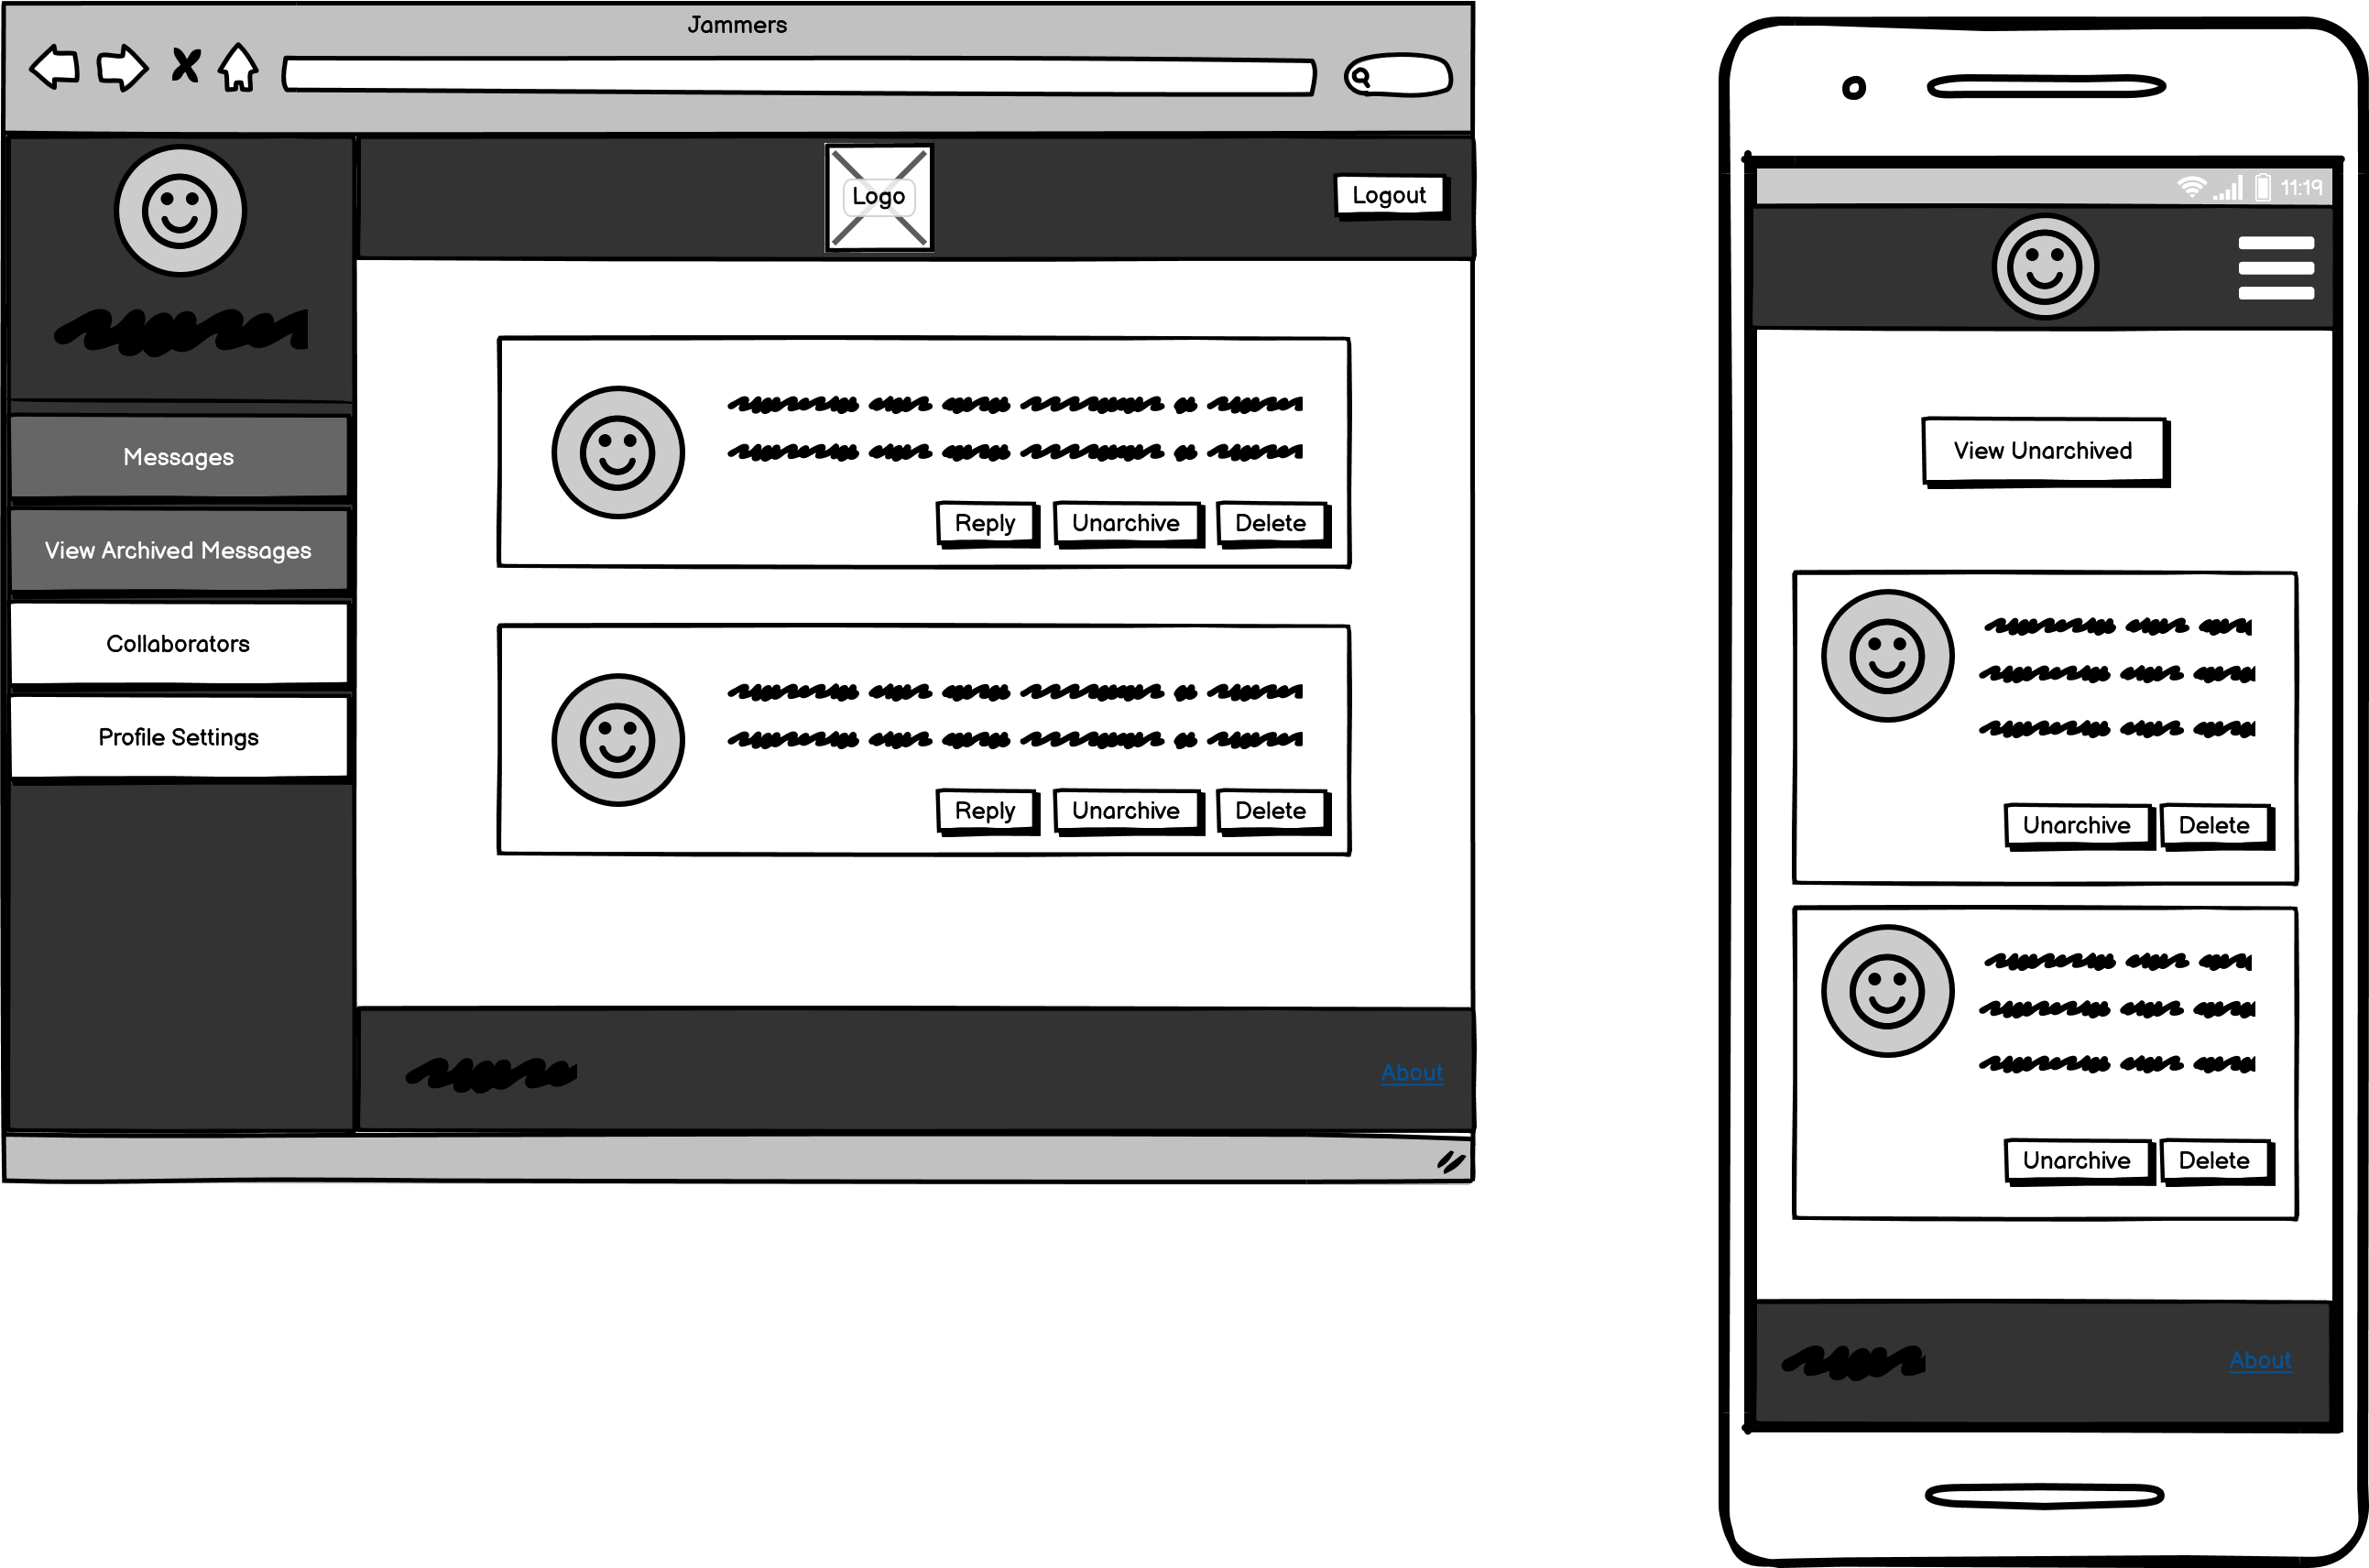 Jammers
Logo
Logout
Messages
View Archived Messages
Collaborators
Profile Settings
Reply Unarchive Delete
Reply Unarchive Delete
About
11:19
View Unarchived
Unarchive Delete
Unarchive Delete
About